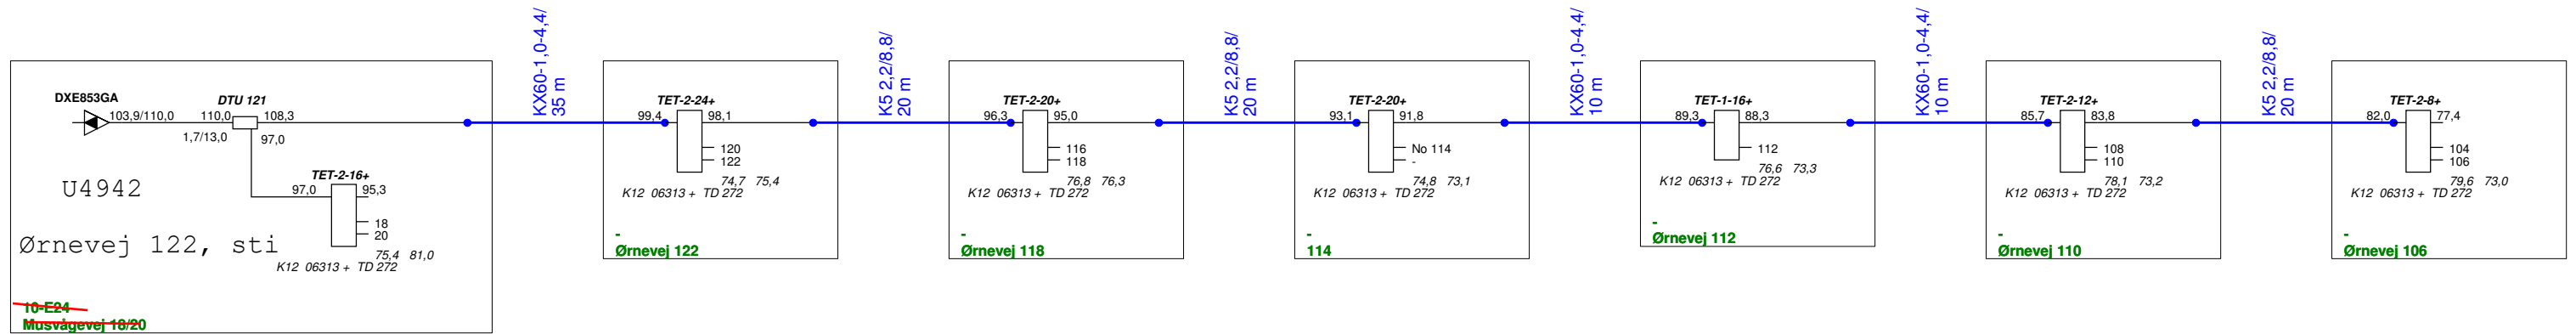 DXE853GA
103,9/110,0
DTU 121
110,0
108,3
1,7/13,0
97,0
U4942
TET-2-16+
97,0
95,3
18
20
75,4 81,0
K12 06313 + TD 272
Ørnevej 122, sti
10-E24
Musvågevej 18/20
KX60-1,0-4,4/
35 m
TET-2-24+
99,4
98,1
120
122
74,7 75,4
K12 06313 + TD 272
-
Ørnevej 122
K5 2,2/8,8/
20 m
TET-2-20+
96,3
95,0
116
118
76,8 76,3
K12 06313 + TD 272
-
Ørnevej 118
K5 2,2/8,8/
20 m
TET-2-20+
93,1
91,8
No 114
-
74,8 73,1
K12 06313 + TD 272
-
114
KX60-1,0-4,4/
10 m
TET-1-16+
89,3
88,3
112
76,6 73,3
K12 06313 + TD 272
-
Ørnevej 112
KX60-1,0-4,4/
10 m
TET-2-12+
85,7
83,8
108
110
78,1 73,2
K12 06313 + TD 272
-
Ørnevej 110
K5 2,2/8,8/
20 m
TET-2-8+
82,0
77,4
104
106
79,6 73,0
K12 06313 + TD 272
-
Ørnevej 106